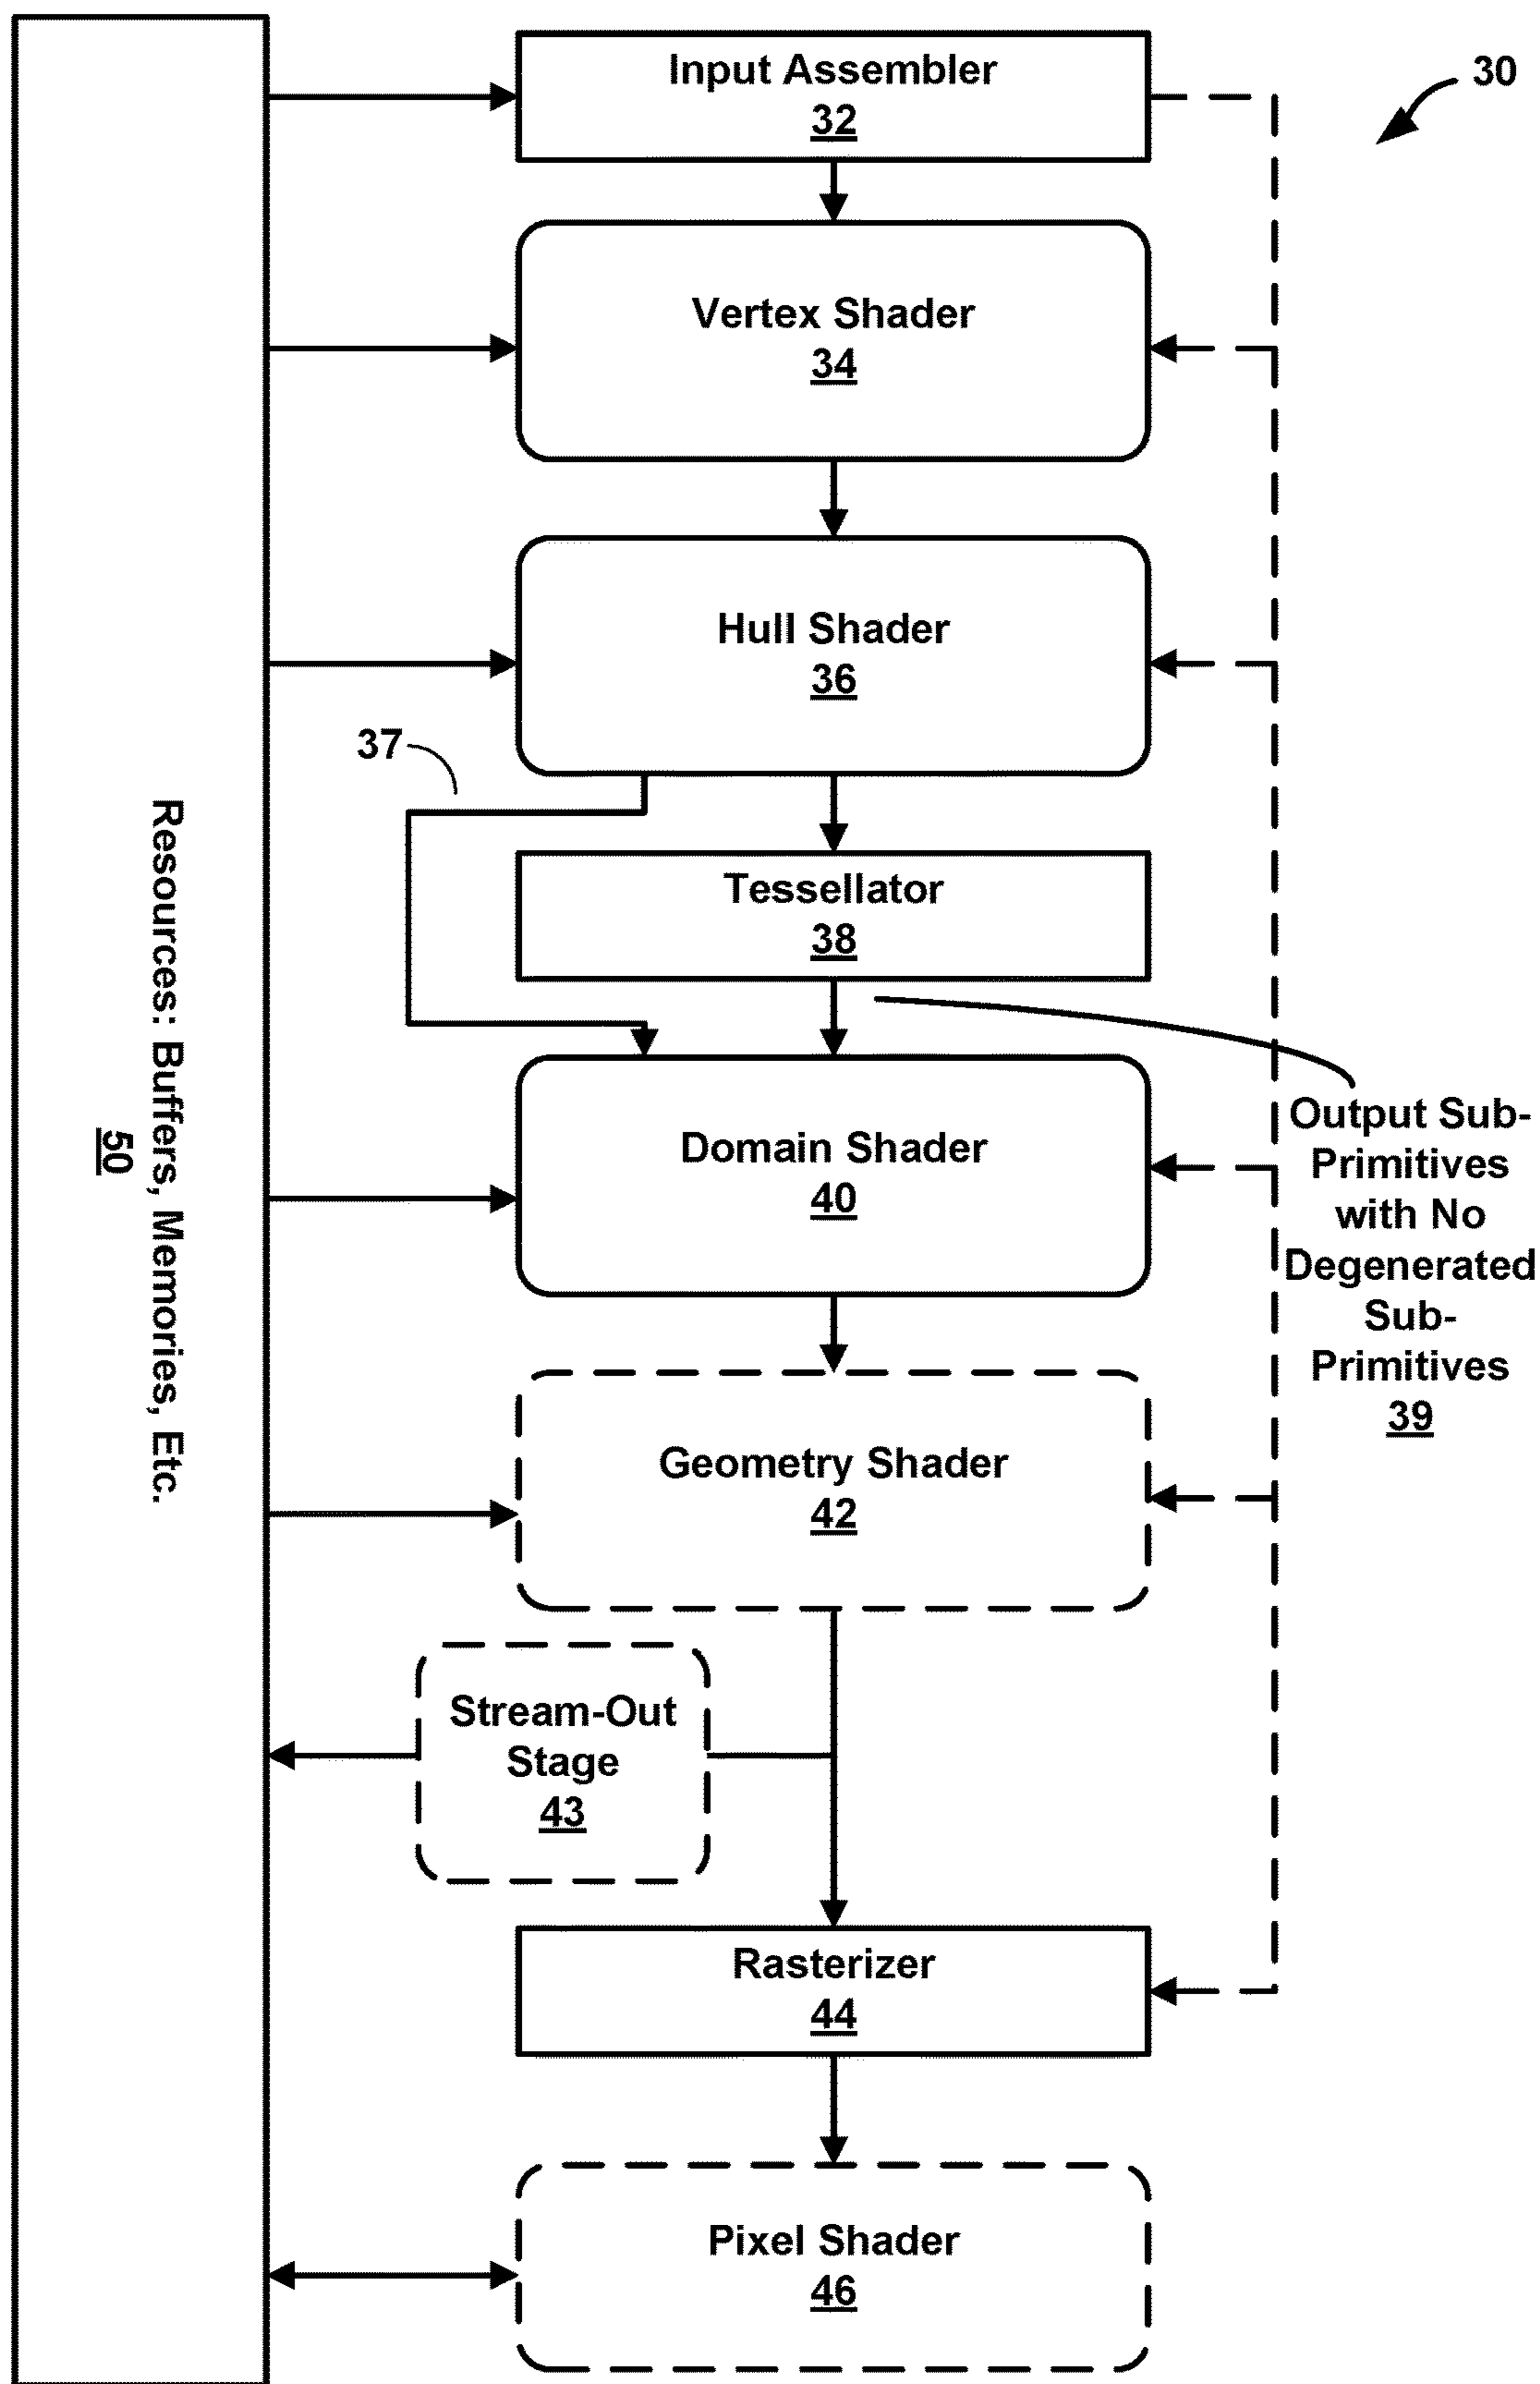 Input Assembler
32
30
Vertex Shader
34
Hull Shader
36
37
Tessellator
38
Domain Shader
40
Output Sub-
Primitives
with No
Degenerated
Sub-
Primitives
39
Geometry Shader
42
Stream-Out
Stage
43
Rasterizer
44
Pixel Shader
46
Resources: Buffers, Memories, Etc.
50